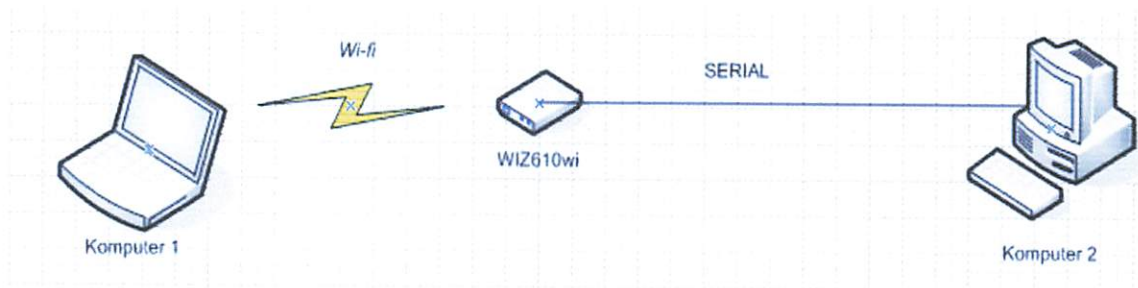 Wi-fi
SERIAL
WIZ610wi
Komputer 1
Komputer 2